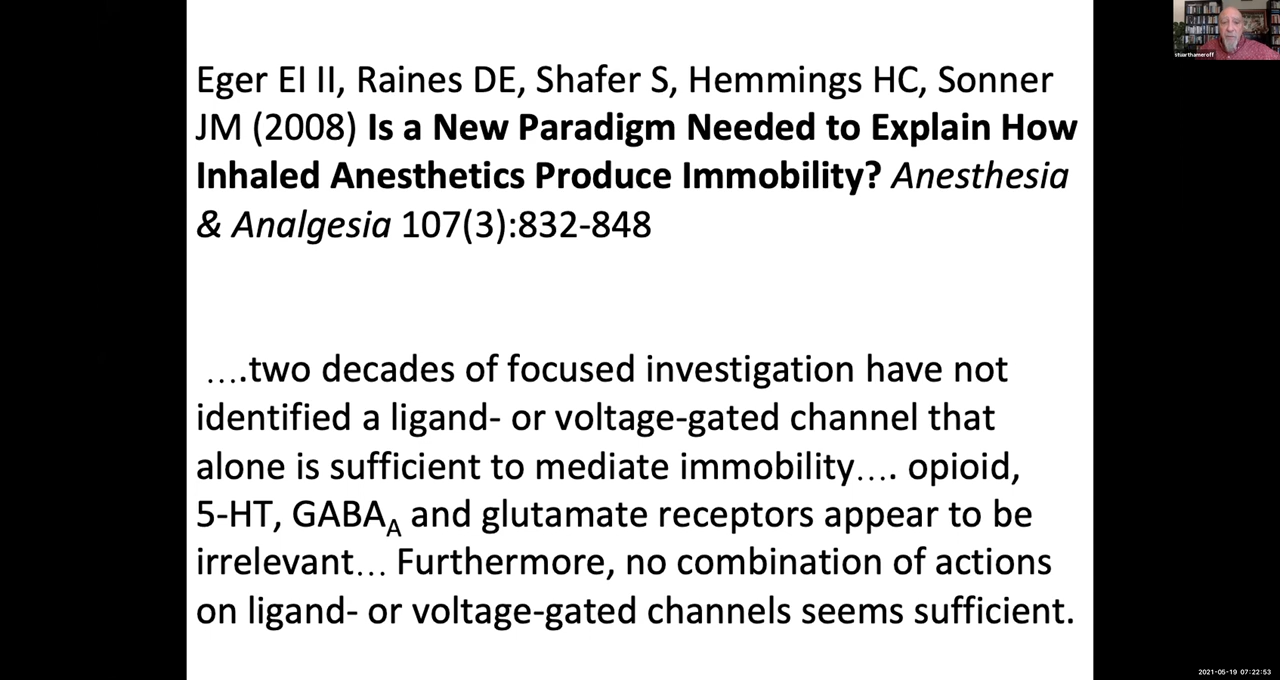 stuarthameroff
Eger EI II, Raines DE, Shafer S, Hemmings HC, Sonner
JM (2008) Is a New Paradigm Needed to Explain How
Inhaled Anesthetics Produce Immobility? Anesthesia
& Analgesia 107(3):832-848
….two decades of focused investigation have not
identified a ligand- or voltage-gated channel that
alone is sufficient to mediate immobility…. opioid,
5-HT, GABAA and glutamate receptors appear to be
irrelevant… Furthermore, no combination of actions
on ligand- or voltage-gated channels seems sufficient.
2021-05-19 07:22:53